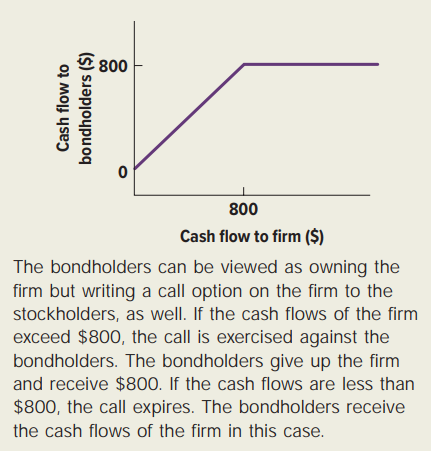 Cash flow to
bondholders ($)
800
0
800
Cash flow to firm ($)
The bondholders can be viewed as owning the
firm but writing a call option on the firm to the
stockholders, as well. If the cash flows of the firm
exceed $800, the call is exercised against the
bondholders. The bondholders give up the firm
and receive $800. If the cash flows are less than
$800, the call expires. The bondholders receive
the cash flows of the firm in this case.